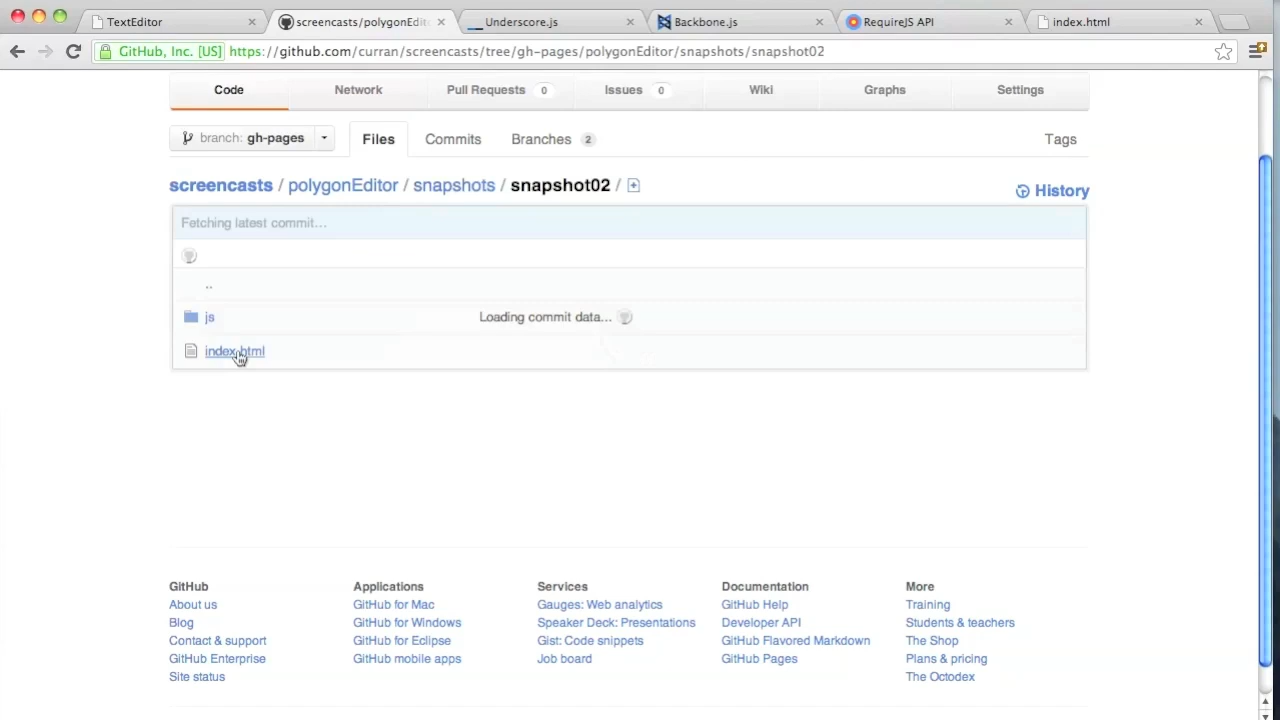 TextEditor
screencasts/polygonEdit
Underscore.js
Backbone.js
RequireJS API
index.html
GitHub, Inc. [US] https://github.com/curran/screencasts/tree/gh-pages/polygonEditor/snapshots/snapshot02
Code Network Pull Requests 0 Issues 0 Wiki Graphs Settings
branch: gh-pages Files Commits Branches 2 Tags
screencasts / polygonEditor / snapshots / snapshot02 / History
Fetching latest commit…
..
js Loading commit data...
index.html
GitHub Applications Services Documentation More
About us GitHub for Mac Gauges: Web analytics GitHub Help Training
Blog GitHub for Windows Speaker Deck: Presentations Developer API Students & teachers
Contact & support GitHub for Eclipse Gist: Code snippets GitHub Flavored Markdown The Shop
GitHub Enterprise GitHub mobile apps Job board GitHub Pages Plans & pricing
Site status The Octodex